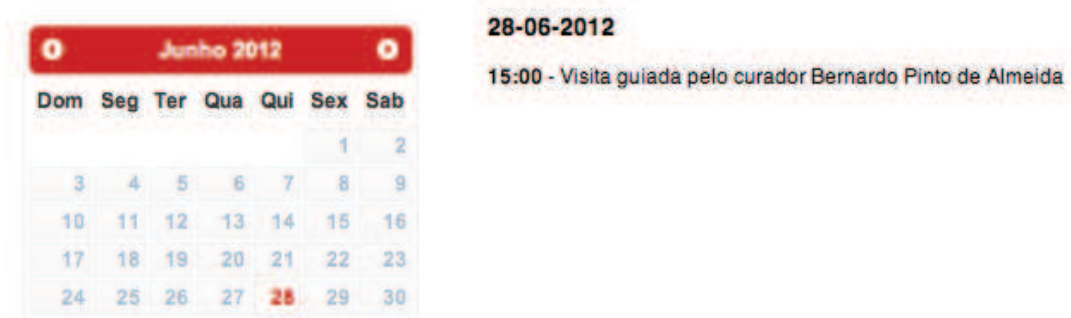 Junho 2012
Dom Seg Ter Qua Qui Sex Sab
1 2
3 4 5 6 7 8 9
10 11 12 13 14 15 16
17 18 19 20 21 22 23
24 25 26 27 28 29 30
28-06-2012
15:00 - Visita guiada pelo curador Bernardo Pinto de Almeida